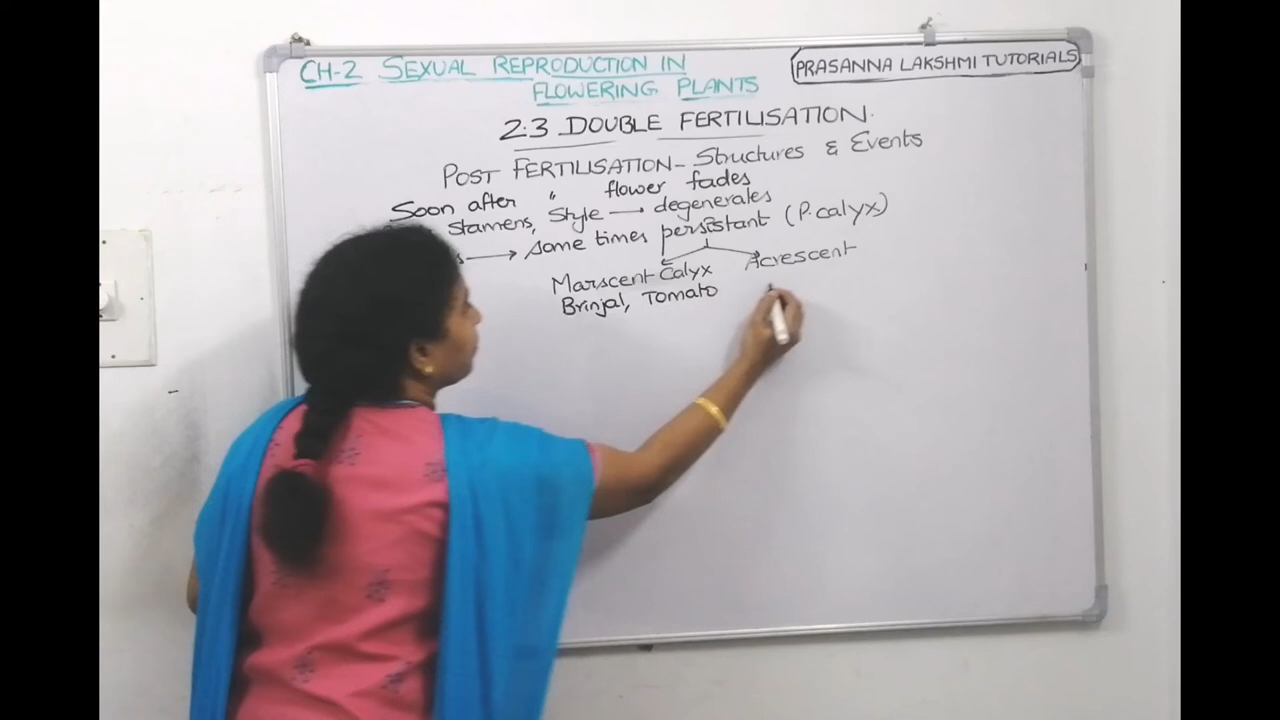 CH-2 SEXUAL REPRODUCTION IN
FLOWERING PLANTS
PRASANNA LAKSHMI TUTORIALS
2.3 DOUBLE FERTILISATION.
POST FERTILISATION - Structures & Events
Soon after " flower fades
stamens, Style → degenerales
→ some times persistant (P. calyx)
Marscent Calyx
Acrescent
Brinjal, Tomato